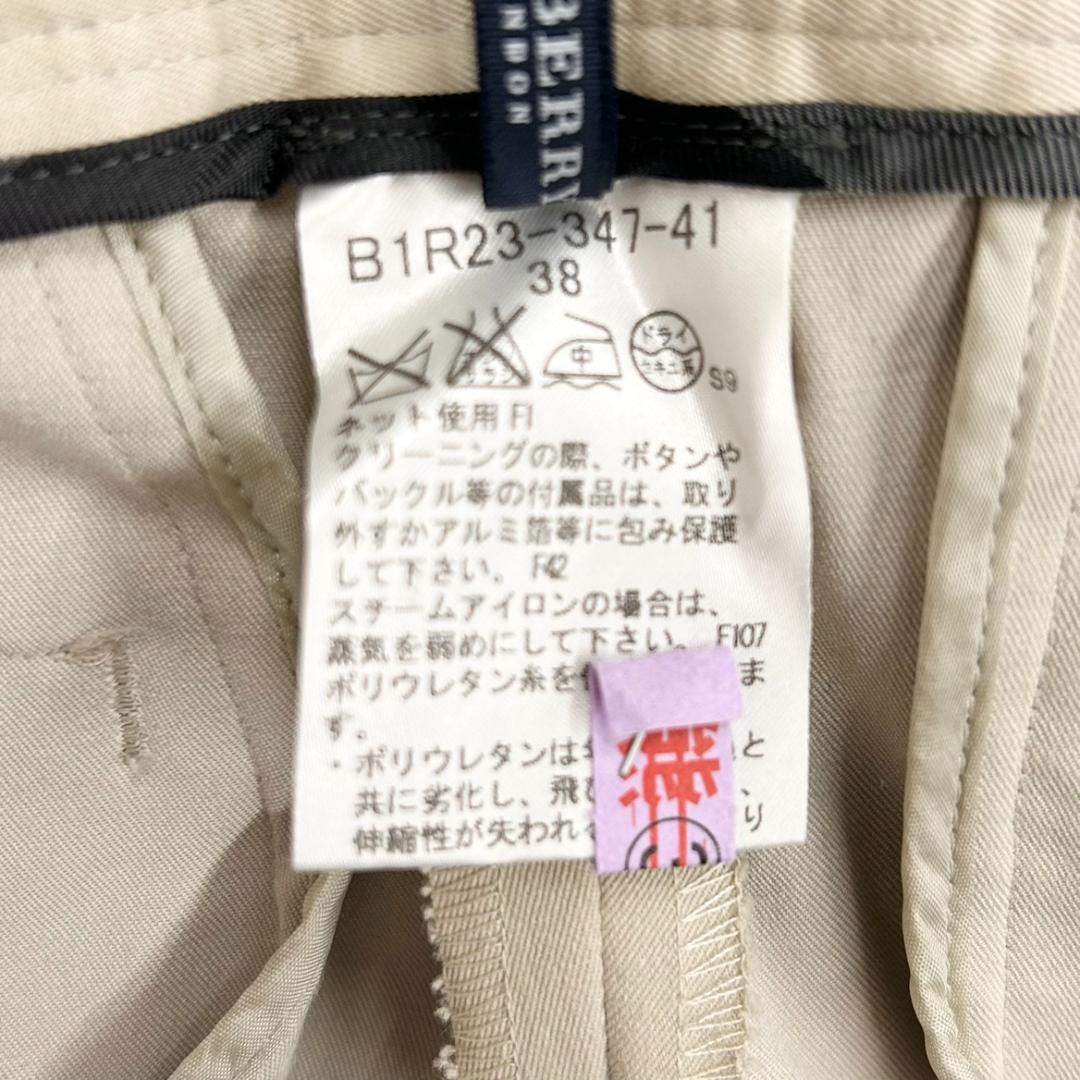 BERRY
NDON
B1R23-347-41
38
エンソ
中
ドライ
セキユ系
S9
ネット使用 F1
クリーニングの際、ボタンや
バックル等の付属品は、取り
外すかアルミ箔等に包み保護
して下さい。 F42
スチームアイロンの場合は、
蒸気を弱めにして下さい。 F107
ポリウレタン糸を ま
す。
・ポリウレタンは と
共に劣化し、飛 、
伸縮性が失われ り